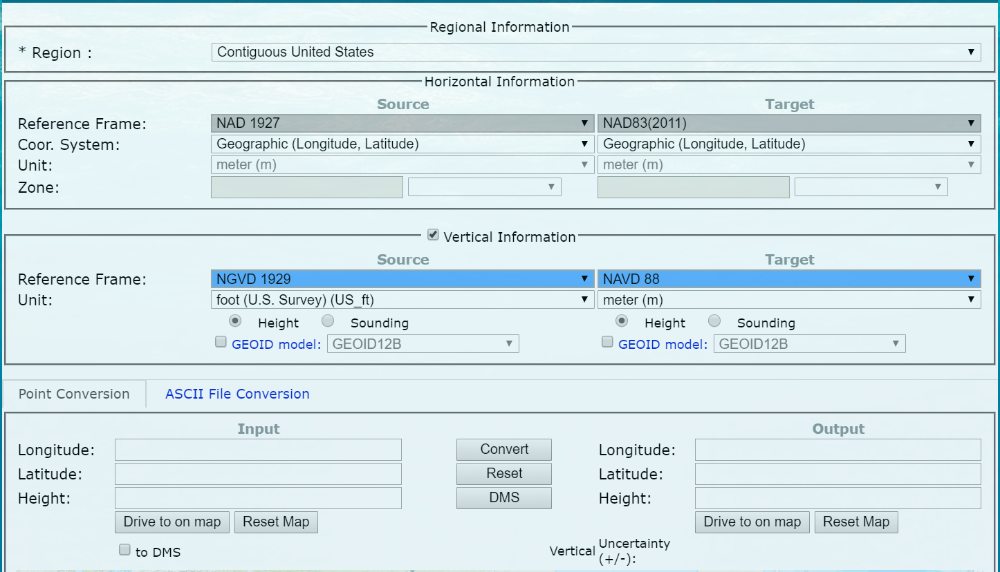 Regional Information
* Region : Contiguous United States
Horizontal Information
Source Target
Reference Frame: NAD 1927 NAD83(2011)
Coor. System: Geographic (Longitude, Latitude) Geographic (Longitude, Latitude)
Unit: meter (m) meter (m)
Zone:
Vertical Information
Source Target
Reference Frame: NGVD 1929 NAVD 88
Unit: foot (U.S. Survey) (US_ft) meter (m)
Height Sounding Height Sounding
GEOID model: GEOID12B GEOID model: GEOID12B
Point Conversion ASCII File Conversion
Input Output
Longitude: Convert Longitude:
Latitude: Reset Latitude:
Height: DMS Height:
Drive to on map Reset Map Drive to on map Reset Map
to DMS Vertical Uncertainty
(+/-):